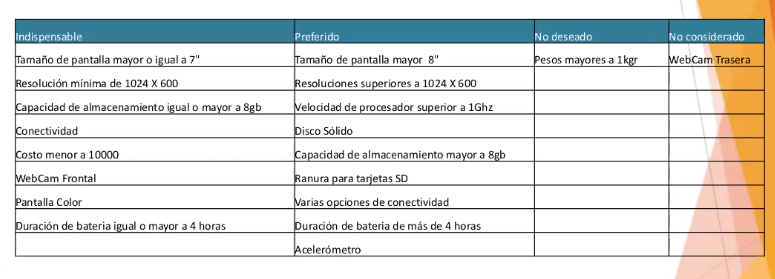 Indispensable Preferido No deseado No considerado
Tamaño de pantalla mayor o igual a 7" Tamaño de pantalla mayor 8" Pesos mayores a 1kgr WebCam Trasera
Resolución mínima de 1024 X 600 Resoluciones superiores a 1024 X 600
Capacidad de almacenamiento igual o mayor a 8gb Velocidad de procesador superior a 1Ghz
Conectividad Disco Sólido
Costo menor a 10000 Capacidad de almacenamiento mayor a 8gb
WebCam Frontal Ranura para tarjetas SD
Pantalla Color Varias opciones de conectividad
Duración de bateria igual o mayor a 4 horas Duración de bateria de más de 4 horas
Acelerómetro